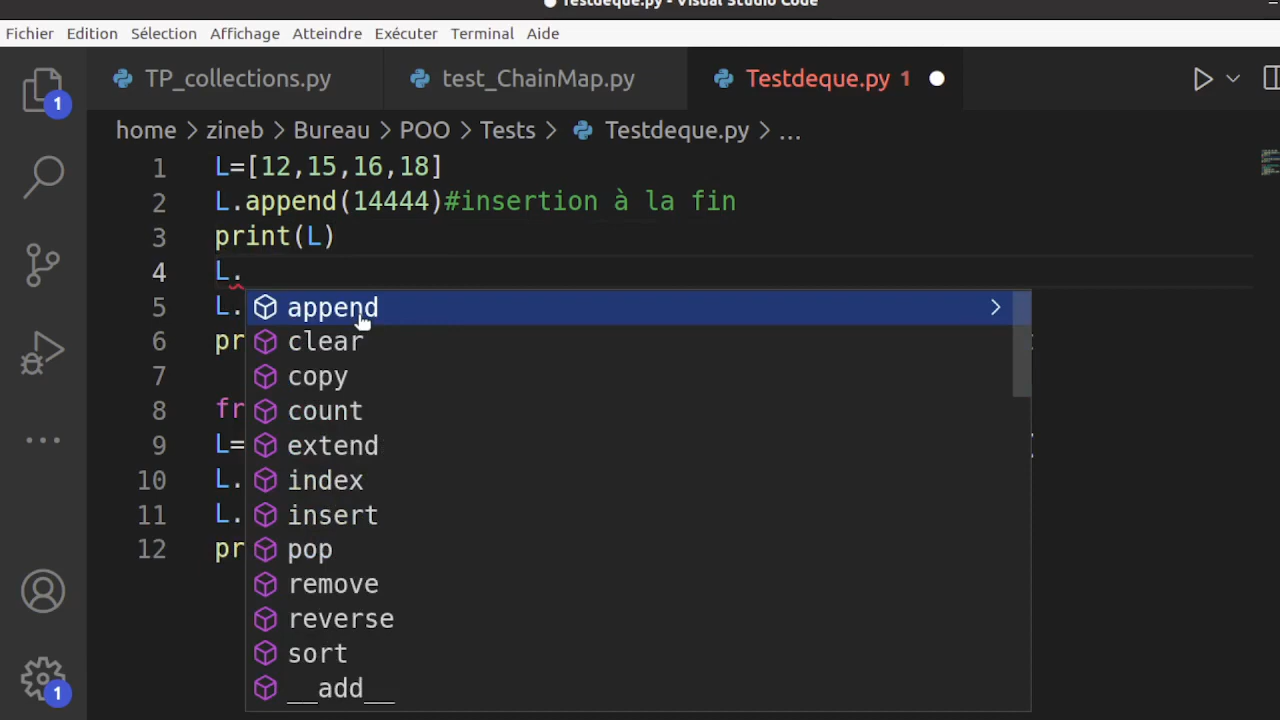 Testdeque.py - Visual Studio Code
Fichier Edition Sélection Affichage Atteindre Exécuter Terminal Aide
1 TP_collections.py test_ChainMap.py Testdeque.py 1
home > zineb > Bureau > POO > Tests > Testdeque.py > ...
1 L=[12,15,16,18]
2 L.append(14444)#insertion à la fin
3 print(L)
4 L.
5 L. append
6 pr clear
7 copy
8 fr count
9 L= extend
10 L. index
11 L. insert
12 pr pop
remove
reverse
sort
__add__
1